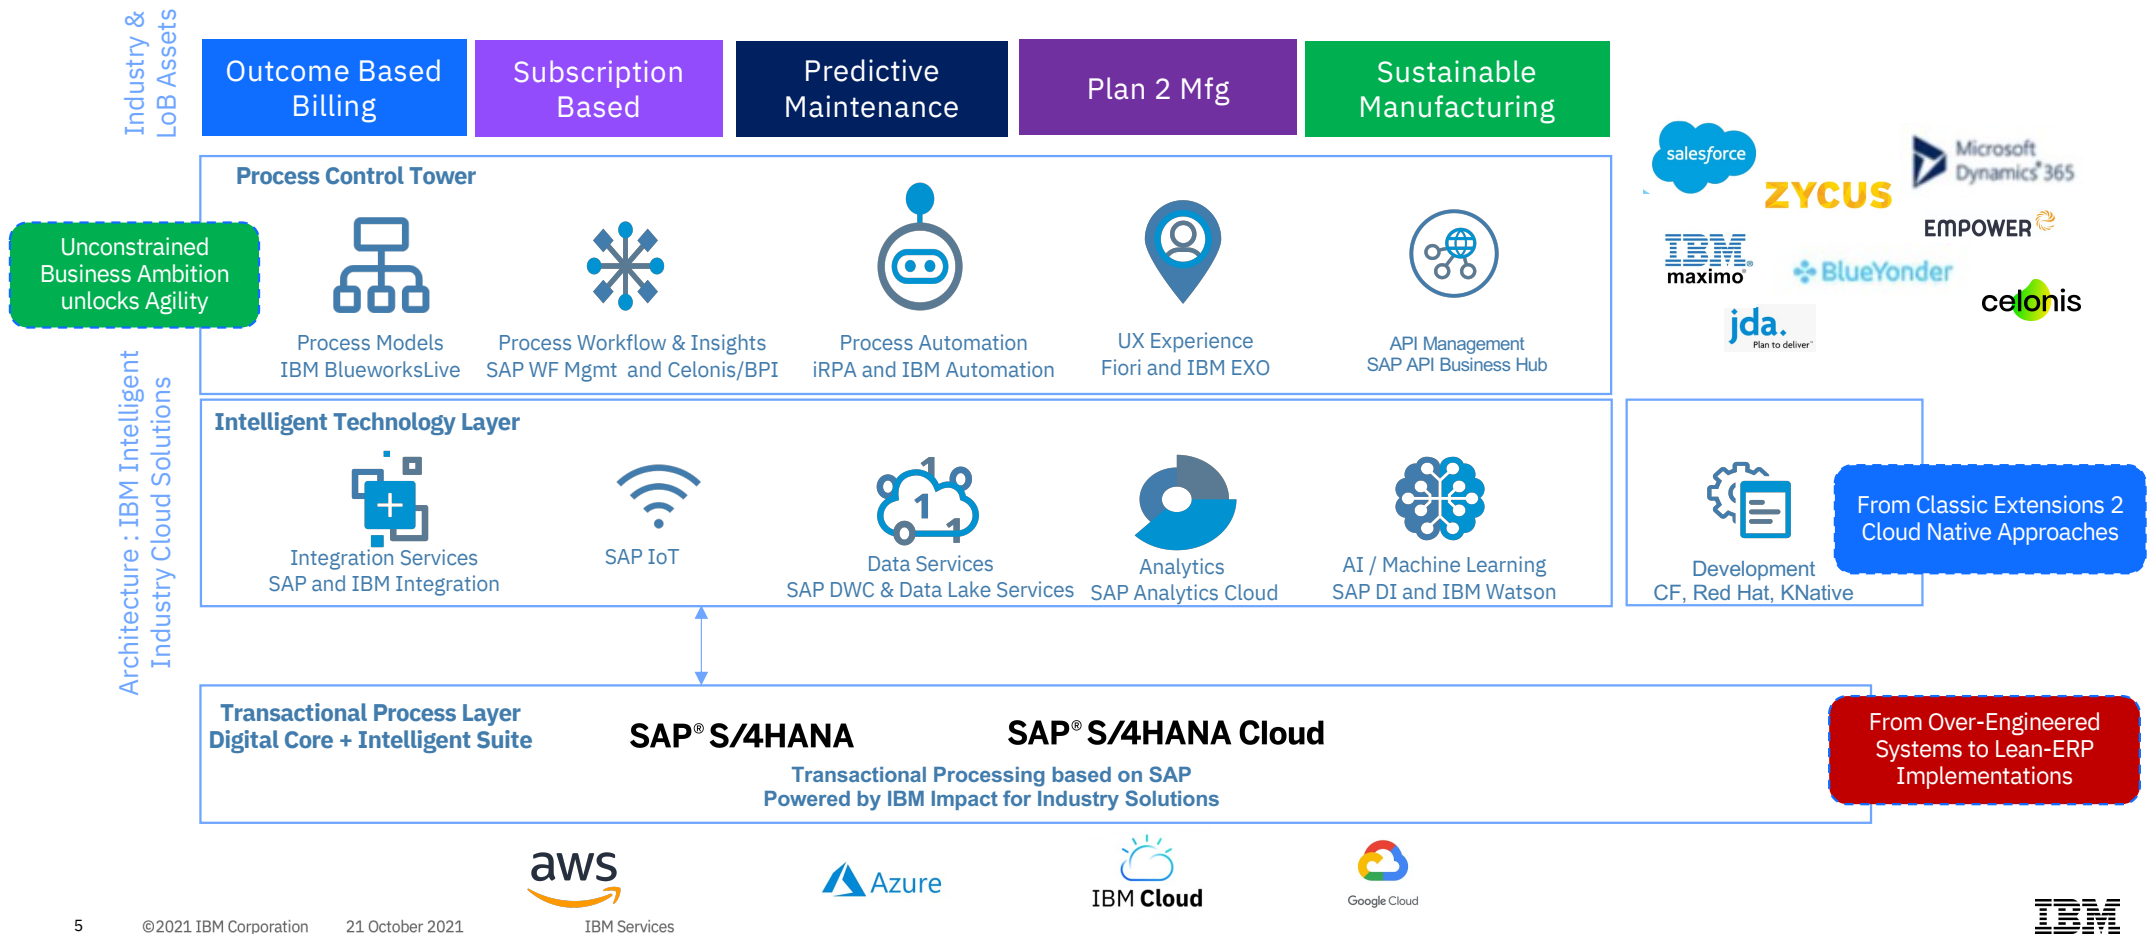 Industry &
LoB Assets
Outcome Based
Billing
Subscription
Based
Predictive
Maintenance
Plan 2 Mfg
Sustainable
Manufacturing
Process Control Tower
Unconstrained
Business Ambition
unlocks Agility
Process Models
IBM BlueworksLive
Process Workflow & Insights
SAP WF Mgmt  and Celonis/BPI
Process Automation
iRPA and IBM Automation
UX Experience
Fiori and IBM EXO
API Management
SAP API Business Hub
salesforce
ZYCUS
Microsoft
Dynamics 365
EMPOWER
IBM®
maximo®
BlueYonder
celonis
jda.
Plan to deliver™
Architecture : IBM Intelligent
Industry Cloud Solutions
Intelligent Technology Layer
Integration Services
SAP and IBM Integration
SAP IoT
1
1
1
Data Services
SAP DWC & Data Lake Services
Analytics
SAP Analytics Cloud
AI / Machine Learning
SAP DI and IBM Watson
Development
CF, Red Hat, KNative
From Classic Extensions 2
Cloud Native Approaches
Transactional Process Layer
Digital Core + Intelligent Suite
SAP® S/4HANA
SAP® S/4HANA Cloud
Transactional Processing based on SAP
Powered by IBM Impact for Industry Solutions
From Over-Engineered
Systems to Lean-ERP
Implementations
aws
Azure
IBM Cloud
Google Cloud
5
©2021 IBM Corporation
21 October 2021
IBM Services
IBM